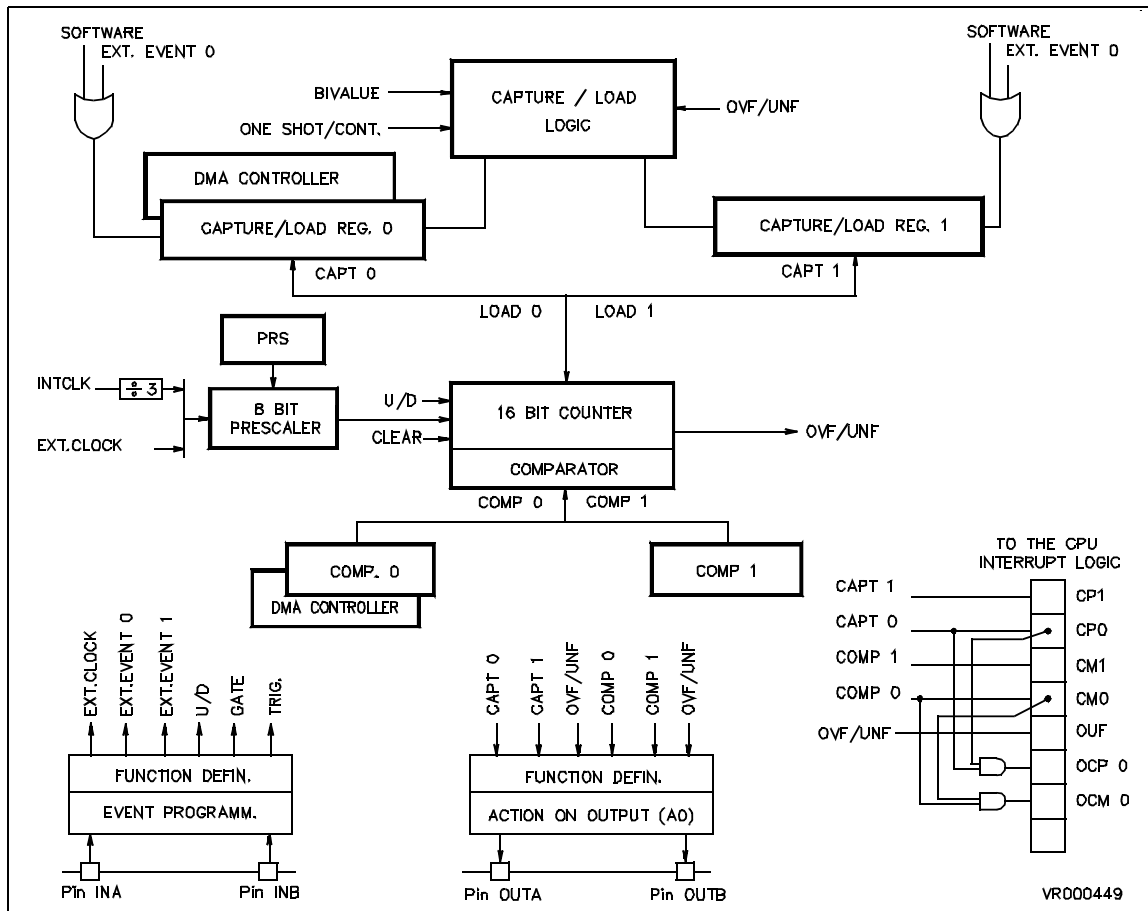 SOFTWARE
EXT. EVENT 0
SOFTWARE
EXT. EVENT 0
BIVALUE
ONE SHOT/CONT.
CAPTURE / LOAD
LOGIC
OVF/UNF
DMA CONTROLLER
CAPTURE/LOAD REG. 0
CAPTURE/LOAD REG. 1
CAPT 0
CAPT 1
LOAD 0
LOAD 1
PRS
INTCLK
÷ 3
EXT.CLOCK
8 BIT
PRESCALER
U/D
CLEAR
16 BIT COUNTER
COMPARATOR
OVF/UNF
COMP 0
COMP 1
COMP. 0
DMA CONTROLLER
COMP 1
TO THE CPU
INTERRUPT LOGIC
CAPT 1
CP1
CAPT 0
CP0
COMP 1
CM1
COMP 0
CM0
OVF/UNF
OUF
OCP 0
OCM 0
EXT.CLOCK
EXT.EVENT 0
EXT.EVENT 1
U/D
GATE
TRIG.
FUNCTION DEFIN.
EVENT PROGRAMM.
Pin INA
Pin INB
CAPT 0
CAPT 1
OVF/UNF
COMP 0
COMP 1
OVF/UNF
FUNCTION DEFIN.
ACTION ON OUTPUT (AO)
Pin OUTA
Pin OUTB
VR000449